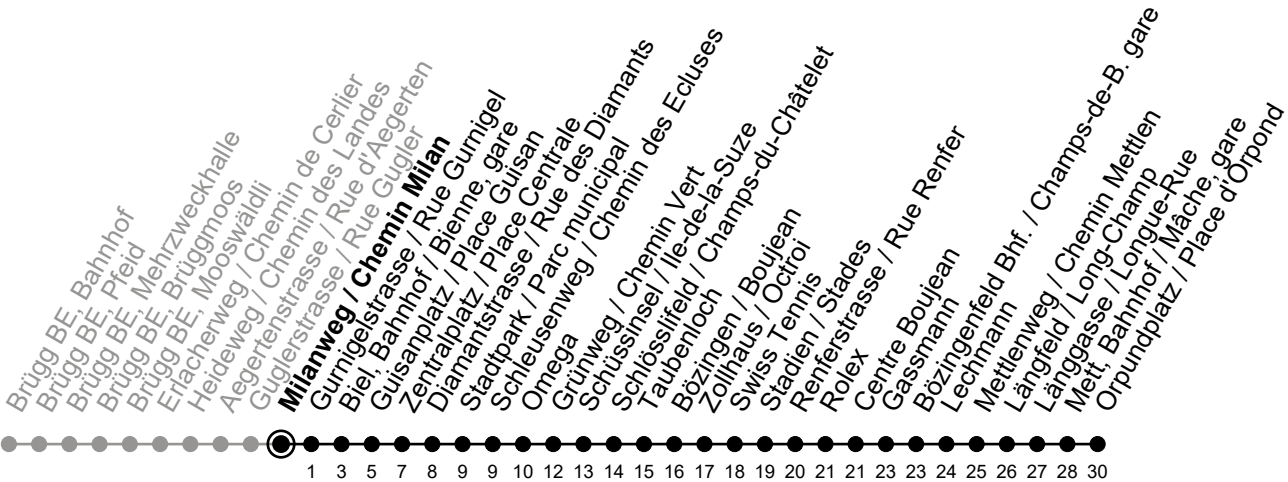 Brügg BE, Bahnhof
Brügg BE, Pfeid
Brügg BE, Mehrzweckhalle
Brügg BE, Brüggmoos
Brügg BE, Mooswäldli
Erlacherweg / Chemin de Cerlier
Heideweg / Chemin des Landes
Aegertenstrasse / Rue d'Aegerten
Guglerstrasse / Rue Gugler
Milanweg / Chemin Milan
Gurnigelstrasse / Rue Gurnigel
Biel, Bahnhof / Bienne, gare
Guisanplatz / Place Guisan
Zentralplatz / Place Centrale
Diamantstrasse / Rue des Diamants
Stadtpark / Parc municipal
Schleusenweg / Chemin des Ecluses
Omega
Grünweg / Chemin Vert
Schüssinsel / Ile-de-la-Suze
Schlösslifeld / Champs-du-Châtelet
Taubenloch
Bözingen / Boujean
Zollhaus / Octroi
Swiss Tennis
Stadien / Stades
Renferstrasse / Rue Renfer
Rolex
Centre Boujean
Gassmann
Bözingenfeld Bhf. / Champs-de-B. gare
Lechmann
Mettlenweg / Chemin Mettlen
Längfeld / Long-Champ
Länggasse / Longue-Rue
Mett, Bahnhof / Mâche, gare
Orpundplatz / Place d'Orpond
1 3 5 7 8 9 9 10 12 13 14 15 16 17 18 19 20 21 21 23 23 24 25 26 27 28 30